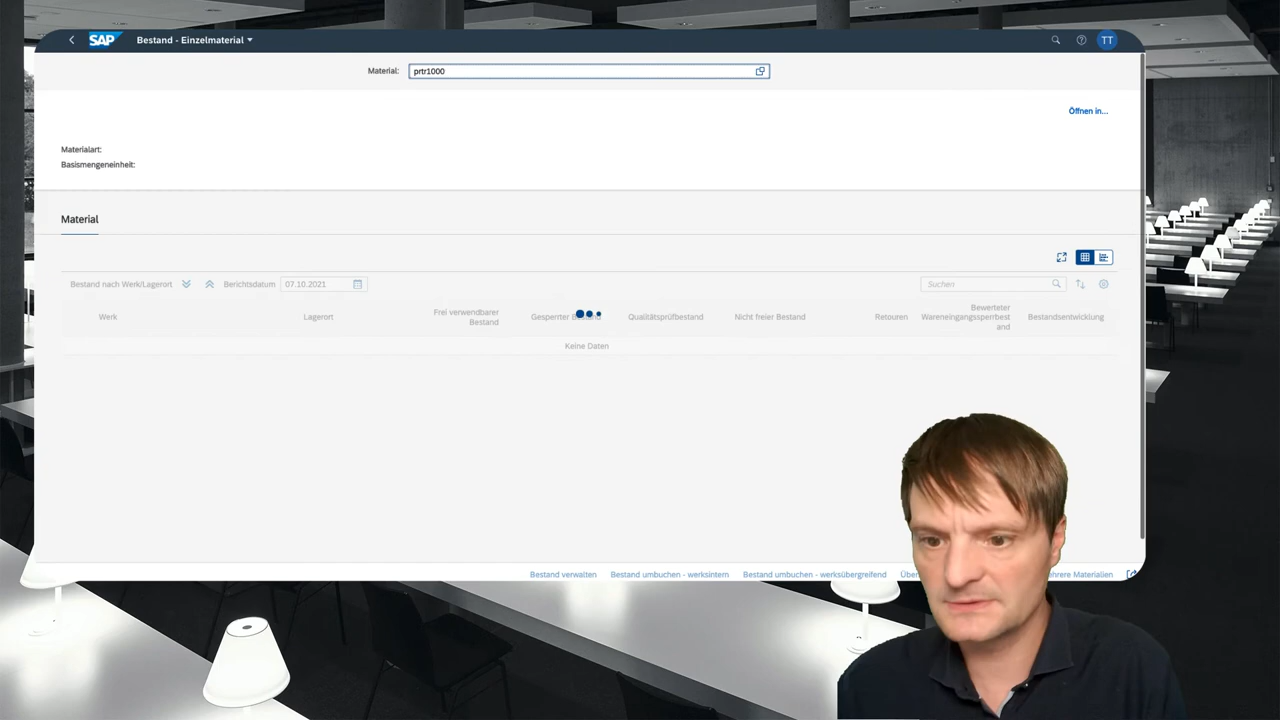 SAP Bestand - Einzelmaterial TT
Material: prtr1000
Öffnen in...
Materialart:
Basismengeneinheit:
Material
Bestand nach Werk/Lagerort Berichtsdatum 07.10.2021 Suchen
Werk Lagerort Frei verwendbarer Bestand Gesperrter Qualitätsprüfbestand Nicht freier Bestand Retouren Bewerteter Wareneingangssperrbest and Bestandsentwicklung
Keine Daten
Bestand verwalten Bestand umbuchen - werksintern Bestand umbuchen - werksübergreifend Materialien